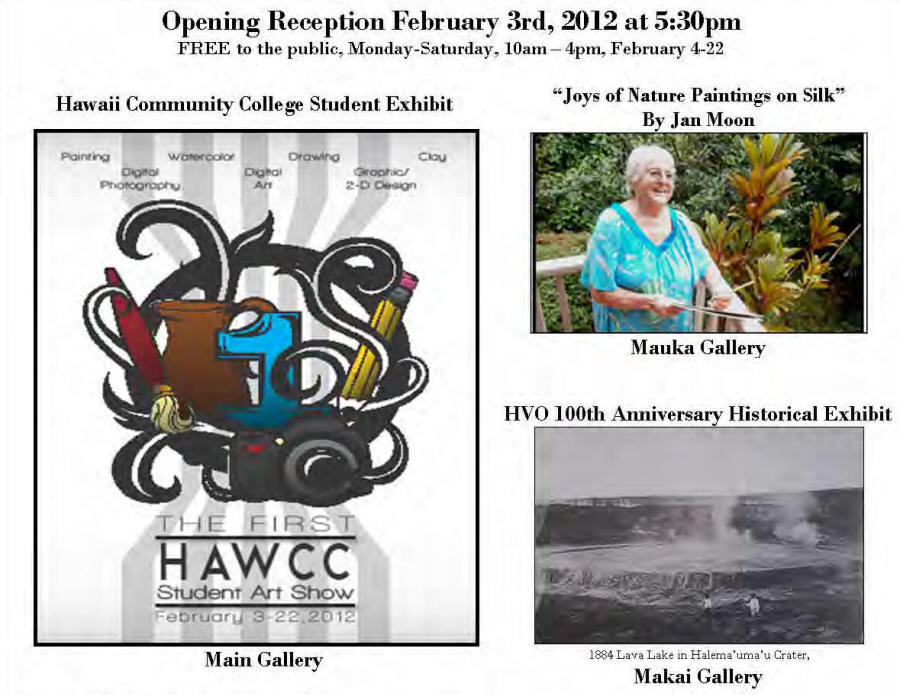 Opening Reception February 3rd, 2012 at 5:30pm
FREE to the public, Monday-Saturday, 10am – 4pm, February 4-22
Hawaii Community College Student Exhibit
Painting Watercolor Drawing Clay
Digital Photography Digital Art Graphic/ 2-D Design
1
THE FIRST
HAWCC
Student Art Show
February 3-22, 2012
Main Gallery
“Joys of Nature Paintings on Silk”
By Jan Moon
Mauka Gallery
HVO 100th Anniversary Historical Exhibit
1884 Lava Lake in Halema'uma'u Crater,
Makai Gallery